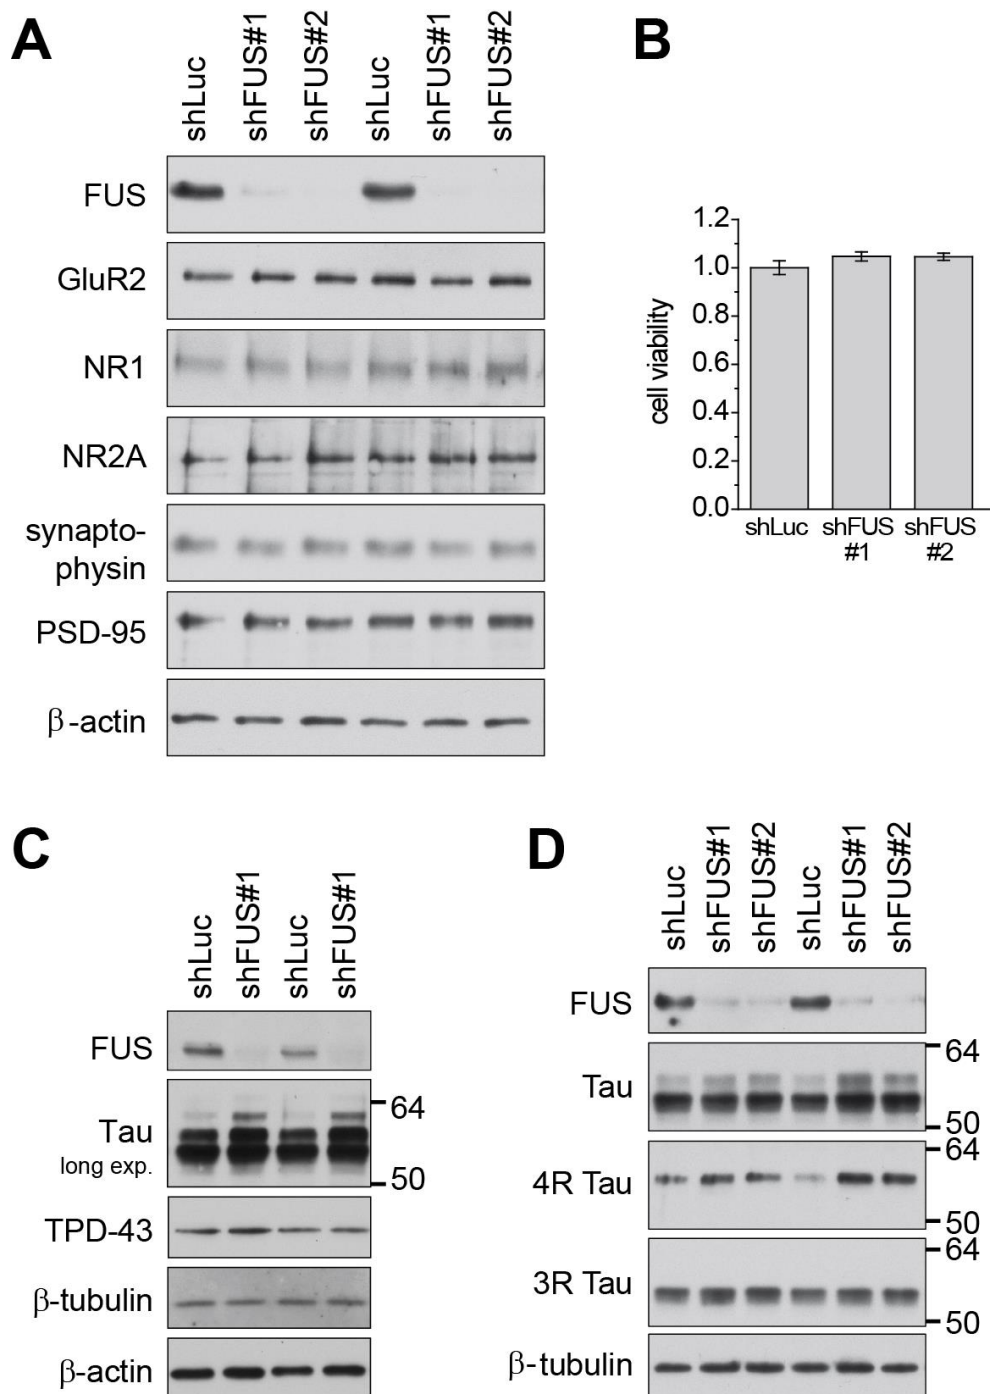 A
shLuc
shFUS#1
shFUS#2
shLuc
shFUS#1
shFUS#2
FUS
GluR2
NR1
NR2A
synapto-
physin
PSD-95
β-actin
B
cell viability
1.2
1.0
0.8
0.6
0.4
0.2
0.0
shLuc
shFUS
#1
shFUS
#2
C
shLuc
shFUS#1
shLuc
shFUS#1
FUS
Tau
long exp.
64
50
TPD-43
β-tubulin
β-actin
D
shLuc
shFUS#1
shFUS#2
shLuc
shFUS#1
shFUS#2
FUS
Tau
64
50
4R Tau
64
50
3R Tau
64
50
β-tubulin